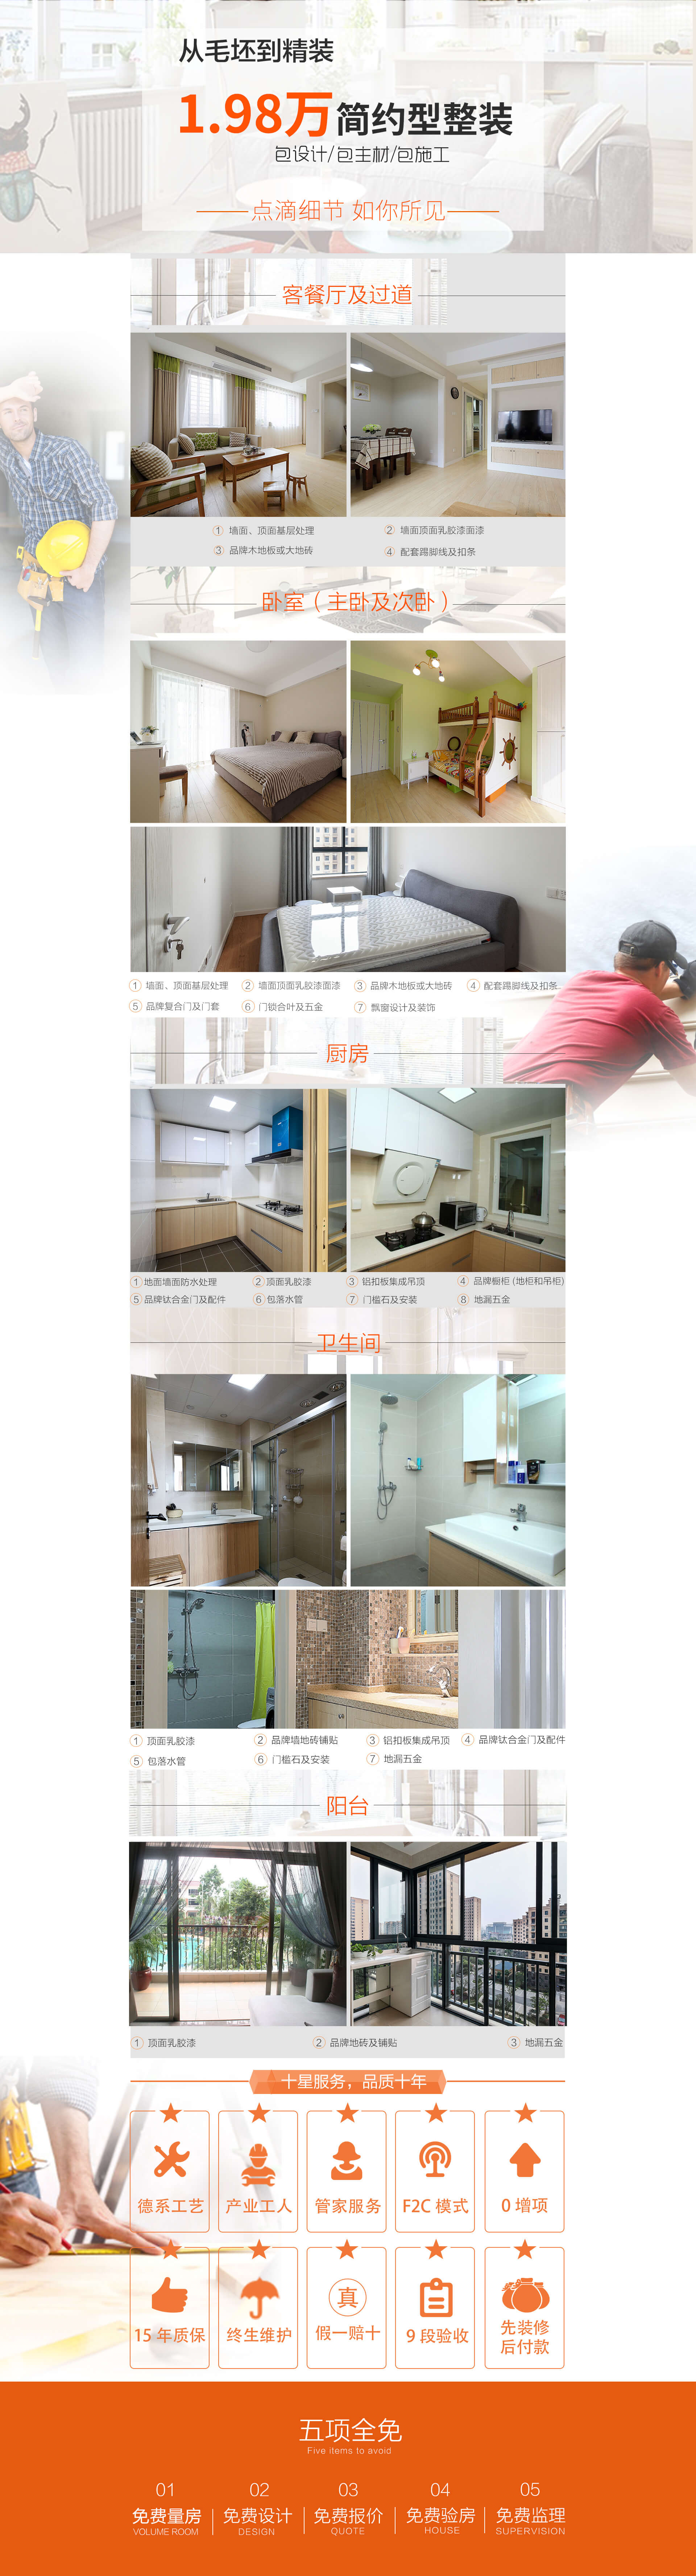 从毛坯到精装
1.98万简约型整装
包设计/包主材/包施工
点滴细节 如你所见
客餐厅及过道
① 墙面、顶面基层处理 ② 墙面顶面乳胶漆面漆
③ 品牌木地板或大地砖 ④ 配套踢脚线及扣条
卧室（主卧及次卧）
① 墙面、顶面基层处理 ② 墙面顶面乳胶漆面漆 ③ 品牌木地板或大地砖 ④ 配套踢脚线及扣条
⑤ 品牌复合门及门套 ⑥ 门锁合叶及五金 ⑦ 飘窗设计及装饰
厨房
① 地面墙面防水处理 ② 顶面乳胶漆 ③ 铝扣板集成吊顶 ④ 品牌橱柜 (地柜和吊柜)
⑤ 品牌钛合金门及配件 ⑥ 包落水管 ⑦ 门槛石及安装 ⑧ 地漏五金
卫生间
① 顶面乳胶漆 ② 品牌墙地砖铺贴 ③ 铝扣板集成吊顶 ④ 品牌钛合金门及配件
⑤ 包落水管 ⑥ 门槛石及安装 ⑦ 地漏五金
阳台
① 顶面乳胶漆 ② 品牌地砖及铺贴 ③ 地漏五金
十星服务，品质十年
德系工艺 产业工人 管家服务 F2C 模式 0 增项
真
15 年质保 终生维护 假一赔十 9 段验收 先装修
后付款
五项全免
Five items to avoid
01 02 03 04 05
免费量房 免费设计 免费报价 免费验房 免费监理
VOLUME ROOM DESIGN QUOTE HOUSE SUPERVISION